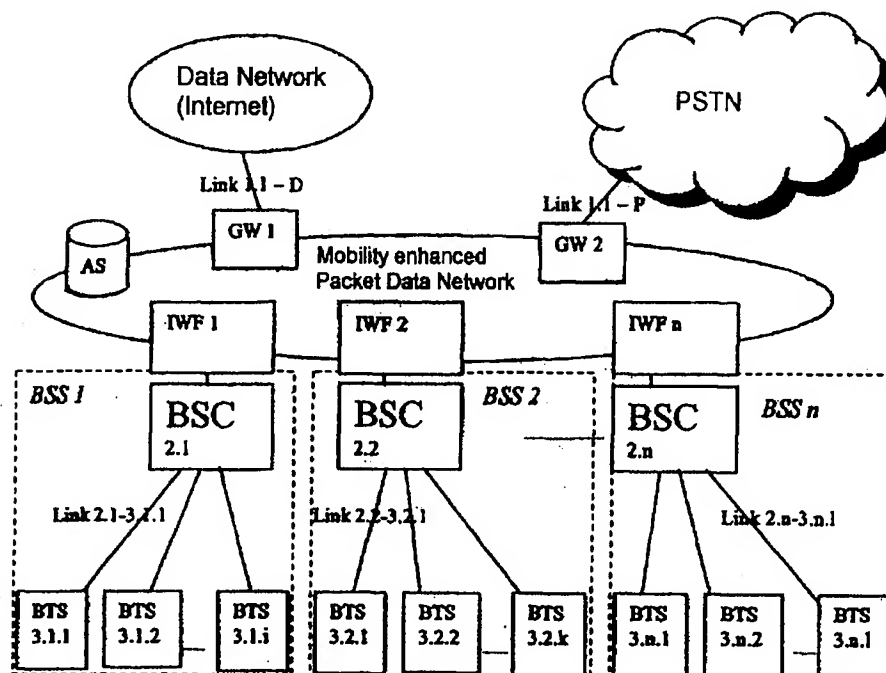 Data Network
(Internet)
PSTN
Link 1.1 – D
Link 1.1 – P
GW 1
GW 2
AS
Mobility enhanced
Packet Data Network
IWF 1
IWF 2
IWF n
BSS 1
BSC
2.1
BSS 2
BSC
2.2
BSS n
BSC
2.n
Link 2.1-3.1.1
Link 2.2-3.2.1
Link 2.n-3.n.1
BTS
3.1.1
BTS
3.1.2
BTS
3.1.i
BTS
3.2.1
BTS
3.2.2
BTS
3.2.k
BTS
3.n.1
BTS
3.n.2
BTS
3.n.l